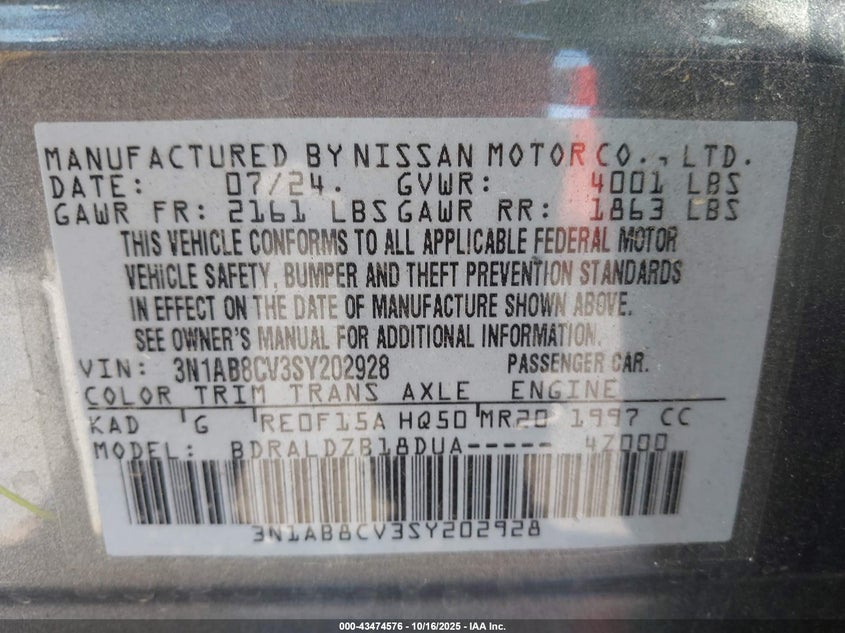 MANUFACTURED BY NISSAN MOTOR CO., LTD.
DATE: 07/24. GVWR: 4001 LBS
GAWR FR: 2161 LBS GAWR RR: 1863 LBS
THIS VEHICLE CONFORMS TO ALL APPLICABLE FEDERAL MOTOR
VEHICLE SAFETY, BUMPER AND THEFT PREVENTION STANDARDS
IN EFFECT ON THE DATE OF MANUFACTURE SHOWN ABOVE.
SEE OWNER'S MANUAL FOR ADDITIONAL INFORMATION.
VIN: 3N1AB8CV3SY202928 PASSENGER CAR.
COLOR TRIM TRANS AXLE ENGINE
KAD G RE0F15A HQ50 MR20 1997 CC
MODEL: BDRALDZB18DUA----- 4Z000
3N1AB8CV3SY202928
000-43474576 | 10/16/2025 - IAA Inc.